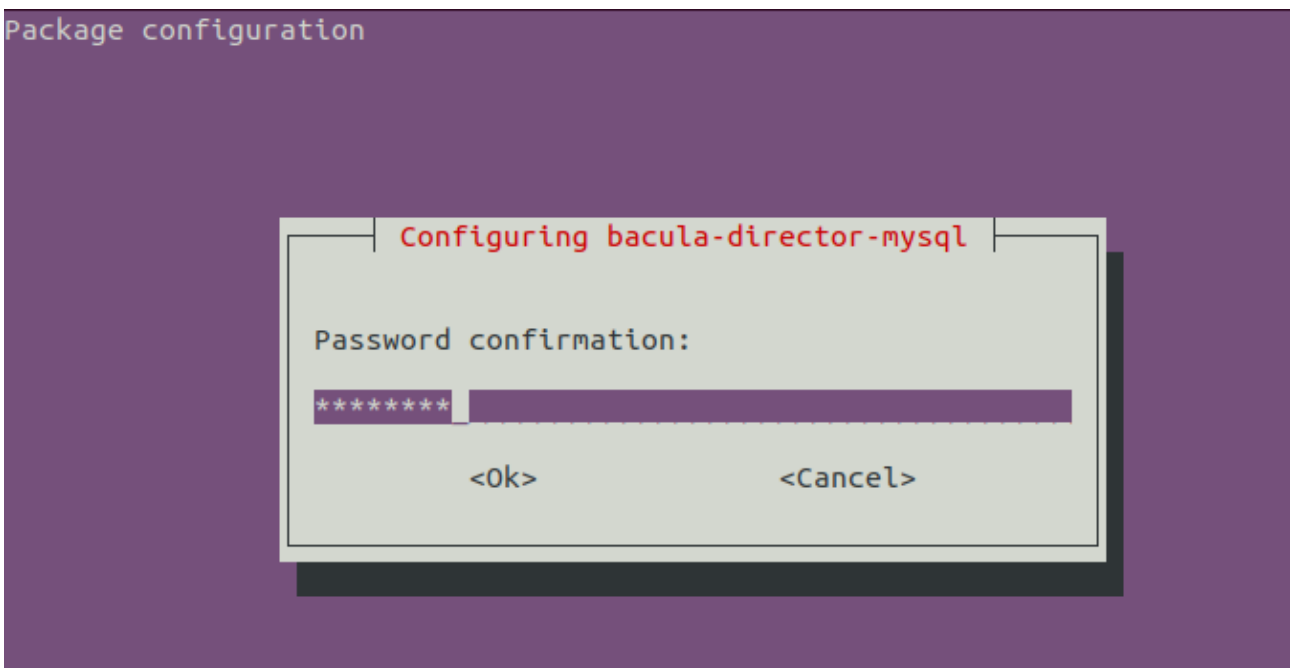 Package configuration
Configuring bacula-director-mysql
Password confirmation:
********_
<Ok> <Cancel>